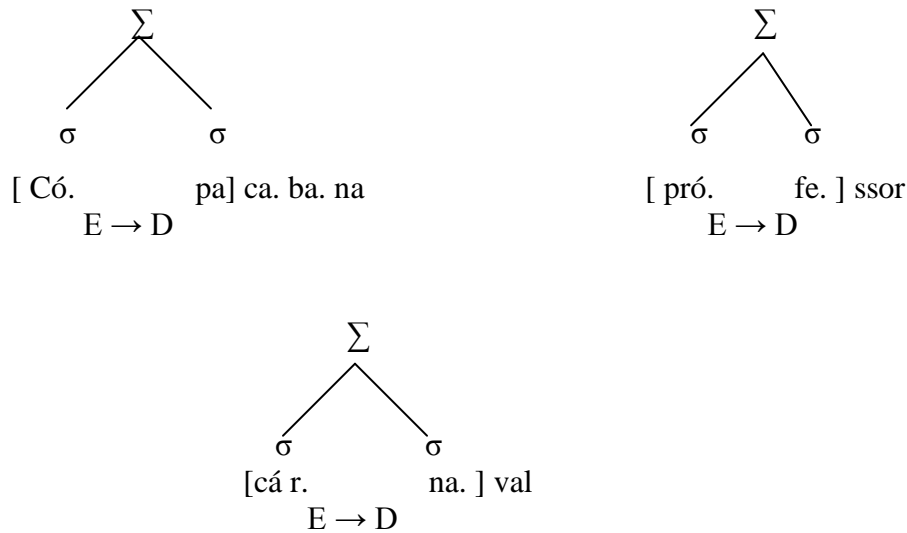 ∑ ∑
σ σ σ σ
[ Có. pa] ca. ba. na [ pró. fe. ] ssor
E → D E → D
∑
σ σ
[cá r. na. ] val
E → D